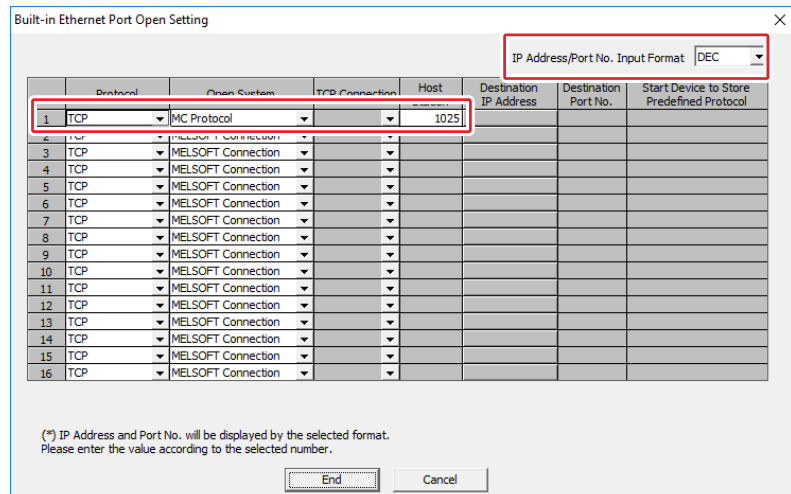 Built-in Ethernet Port Open Setting
IP Address/Port No. Input Format DEC
Protocol Open System TCP Connection Host Destination IP Address Destination Port No. Start Device to Store Predefined Protocol
1 TCP MC Protocol 1025
2 TCP MELSOFT Connection
3 TCP MELSOFT Connection
4 TCP MELSOFT Connection
5 TCP MELSOFT Connection
6 TCP MELSOFT Connection
7 TCP MELSOFT Connection
8 TCP MELSOFT Connection
9 TCP MELSOFT Connection
10 TCP MELSOFT Connection
11 TCP MELSOFT Connection
12 TCP MELSOFT Connection
13 TCP MELSOFT Connection
14 TCP MELSOFT Connection
15 TCP MELSOFT Connection
16 TCP MELSOFT Connection
(*) IP Address and Port No. will be displayed by the selected format.
Please enter the value according to the selected number.
End Cancel